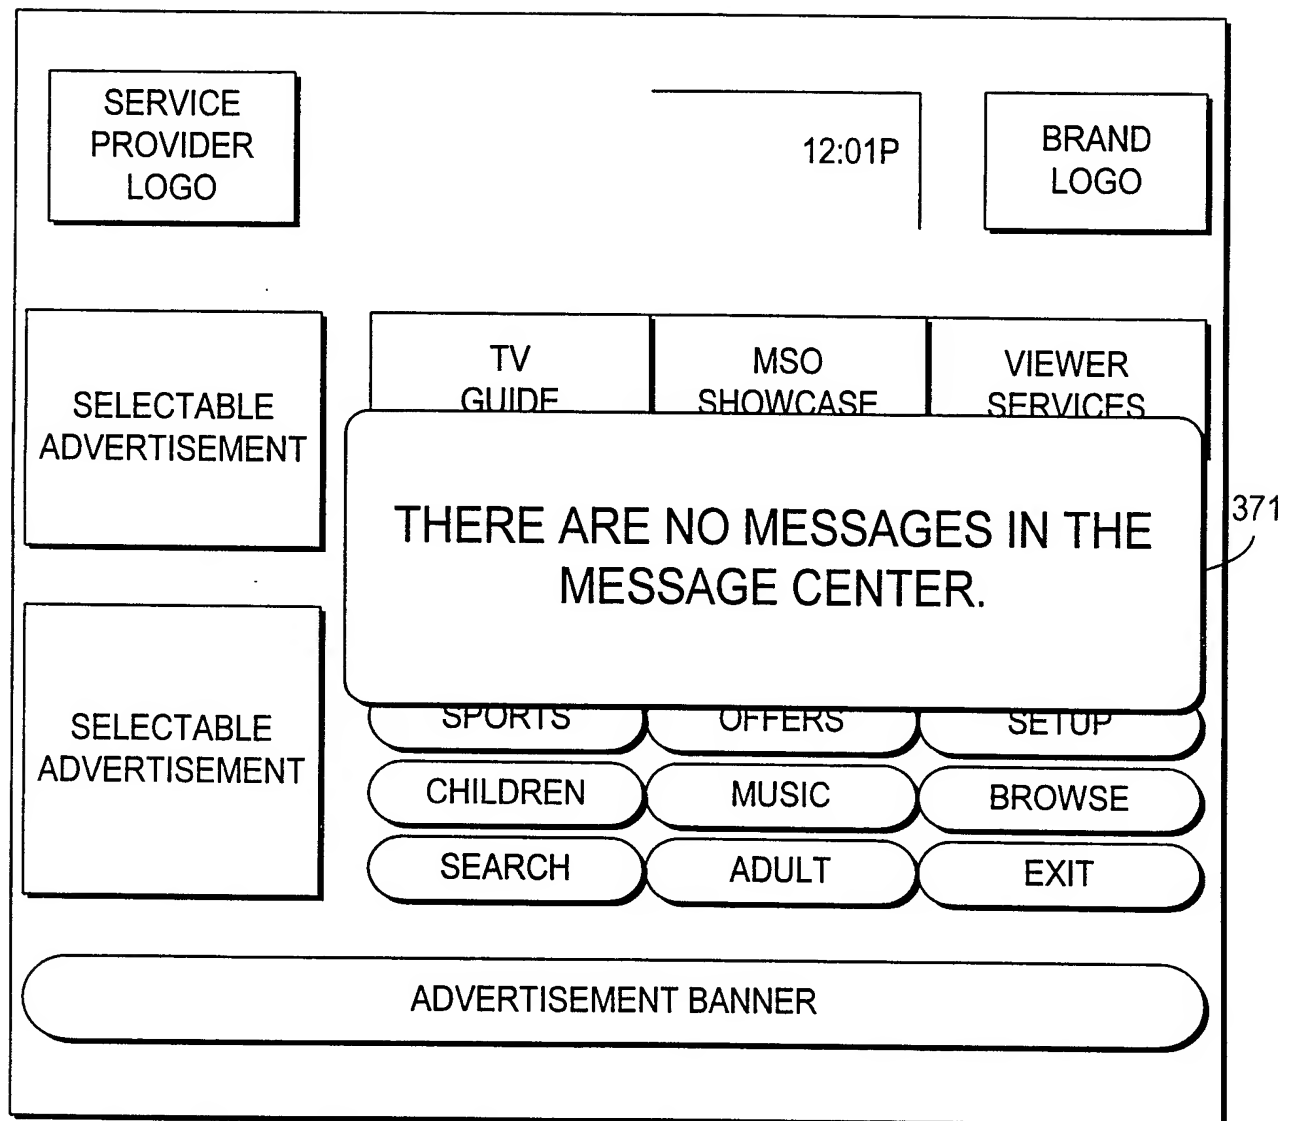 SERVICE
PROVIDER
LOGO
12:01P
BRAND
LOGO
SELECTABLE
ADVERTISEMENT
TV
GUIDE
MSO
SHOWCASE
VIEWER
SERVICES
THERE ARE NO MESSAGES IN THE
MESSAGE CENTER.
371
SELECTABLE
ADVERTISEMENT
SPORTS
OFFERS
SETUP
CHILDREN
MUSIC
BROWSE
SEARCH
ADULT
EXIT
ADVERTISEMENT BANNER